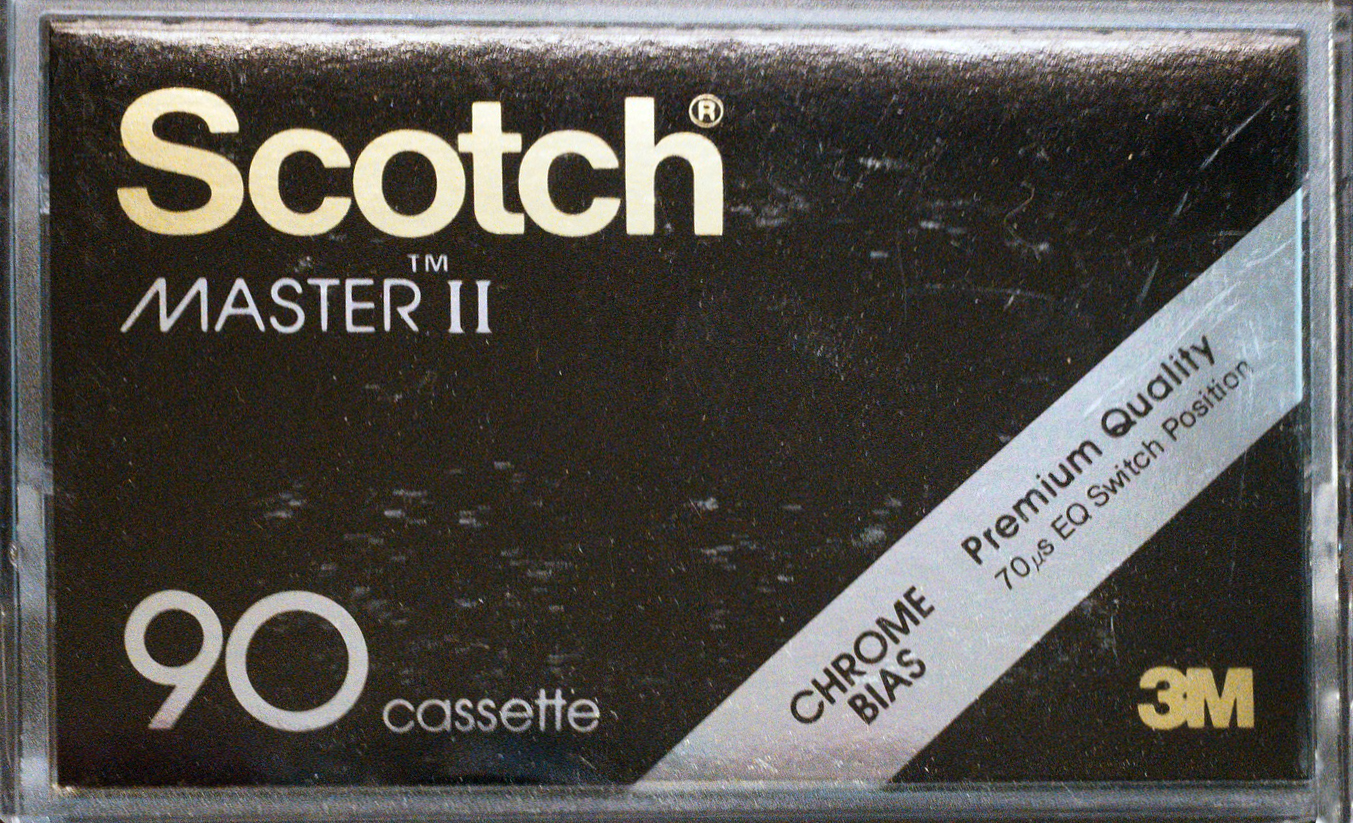 Scotch®
MASTER™ II
90 cassette
CHROME
BIAS
Premium Quality
70µs EQ Switch Position
3M